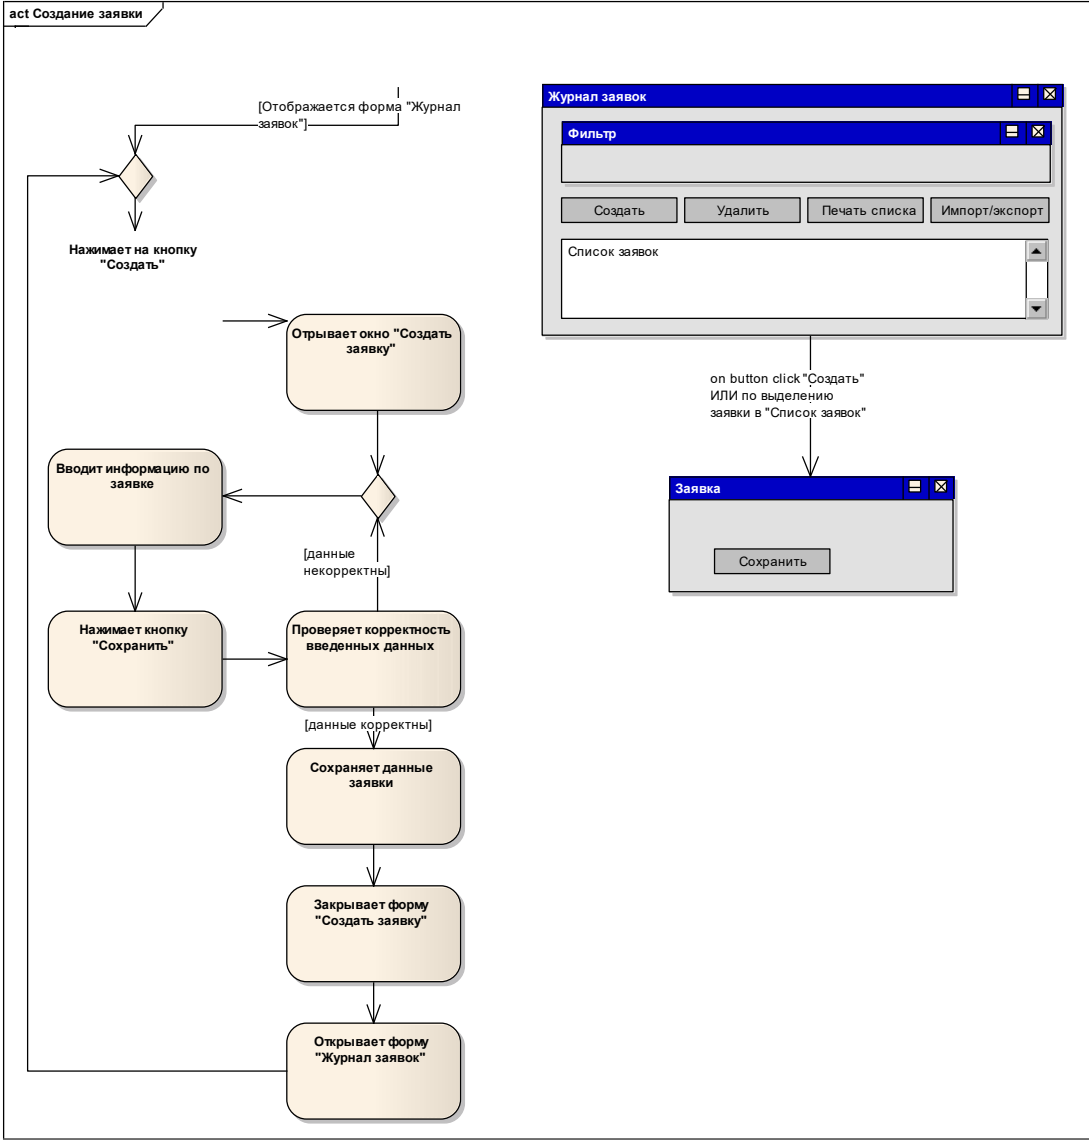 act Создание заявки
[Отображается форма "Журнал
заявок"]
Нажимает на кнопку
"Создать"
Отрывает окно "Создать
заявку"
Вводит информацию по
заявке
[данные
некорректны]
Нажимает кнопку
"Сохранить"
Проверяет корректность
введенных данных
[данные корректны]
Сохраняет данные
заявки
Закрывает форму
"Создать заявку"
Открывает форму
"Журнал заявок"
Журнал заявок
Фильтр
Создать
Удалить
Печать списка
Импорт/экспорт
Список заявок
on button click "Создать"
ИЛИ по выделению
заявки в "Список заявок"
Заявка
Сохранить